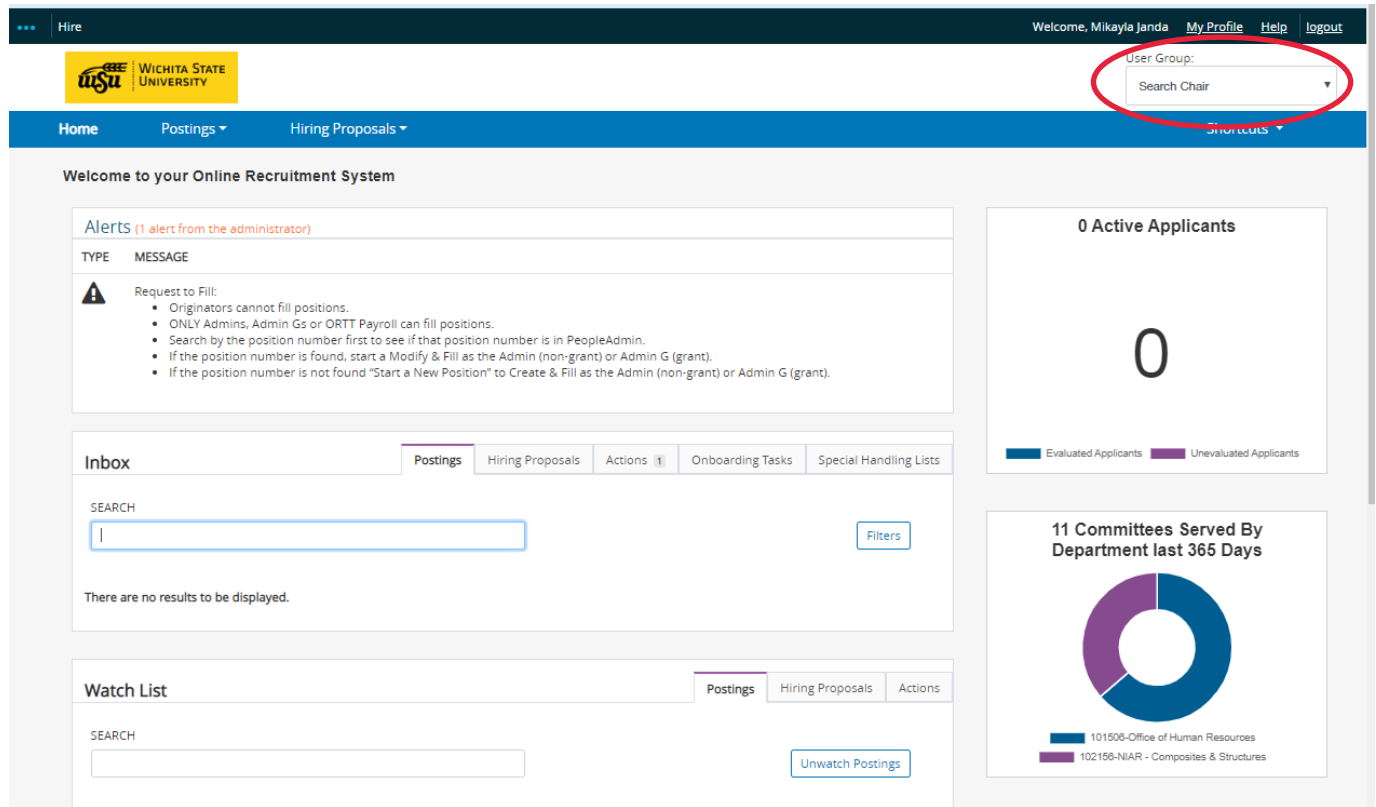 Hire
Welcome, Mikayla Janda My Profile Help logout
WSU WICHITA STATE
UNIVERSITY
User Group:
Search Chair
Home Postings Hiring Proposals Shortcuts
Welcome to your Online Recruitment System
Alerts (1 alert from the administrator)
TYPE MESSAGE
Request to Fill:
• Originators cannot fill positions.
• ONLY Admins, Admin Gs or ORTT Payroll can fill positions.
• Search by the position number first to see if that position number is in PeopleAdmin.
• If the position number is found, start a Modify & Fill as the Admin (non-grant) or Admin G (grant).
• If the position number is not found “Start a New Position” to Create & Fill as the Admin (non-grant) or Admin G (grant).
0 Active Applicants
0
Evaluated Applicants Unevaluated Applicants
Inbox Postings Hiring Proposals Actions 1 Onboarding Tasks Special Handling Lists
SEARCH
Filters
There are no results to be displayed.
11 Committees Served By
Department last 365 Days
101506-Office of Human Resources
102156-NIAR - Composites & Structures
Watch List Postings Hiring Proposals Actions
SEARCH
Unwatch Postings